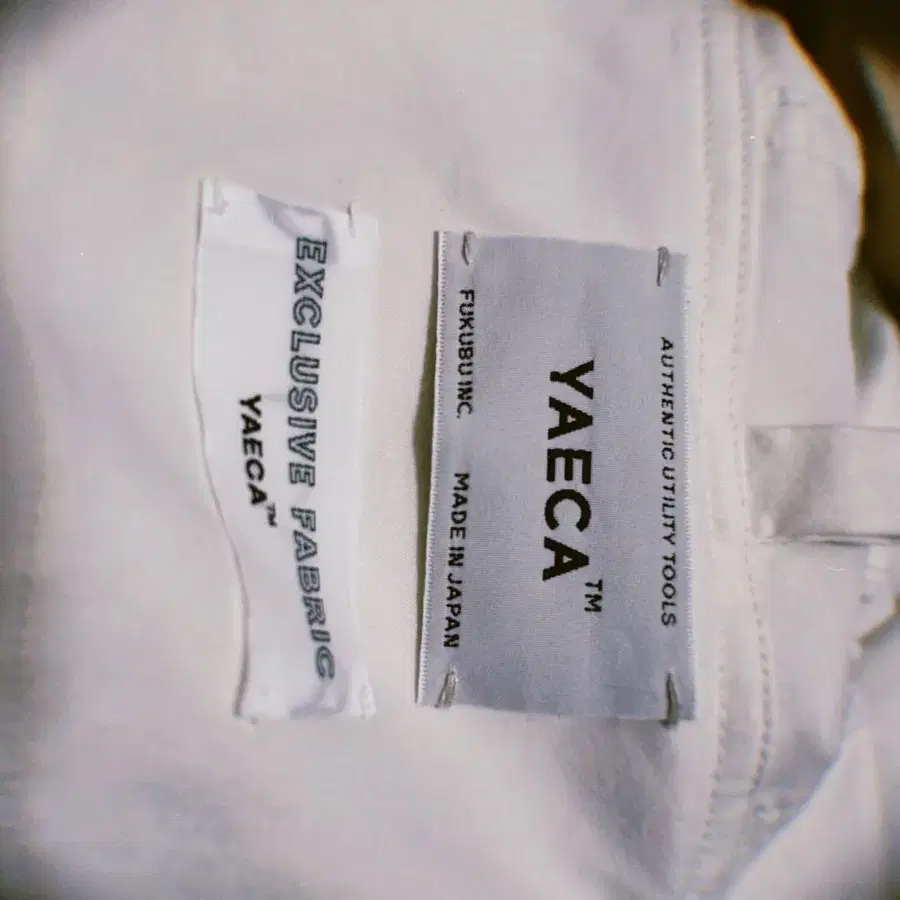 AUTHENTIC UTILITY TOOLS
YAECA™
FUKUBU INC. MADE IN JAPAN
EXCLUSIVE FABRIC
YAECA™